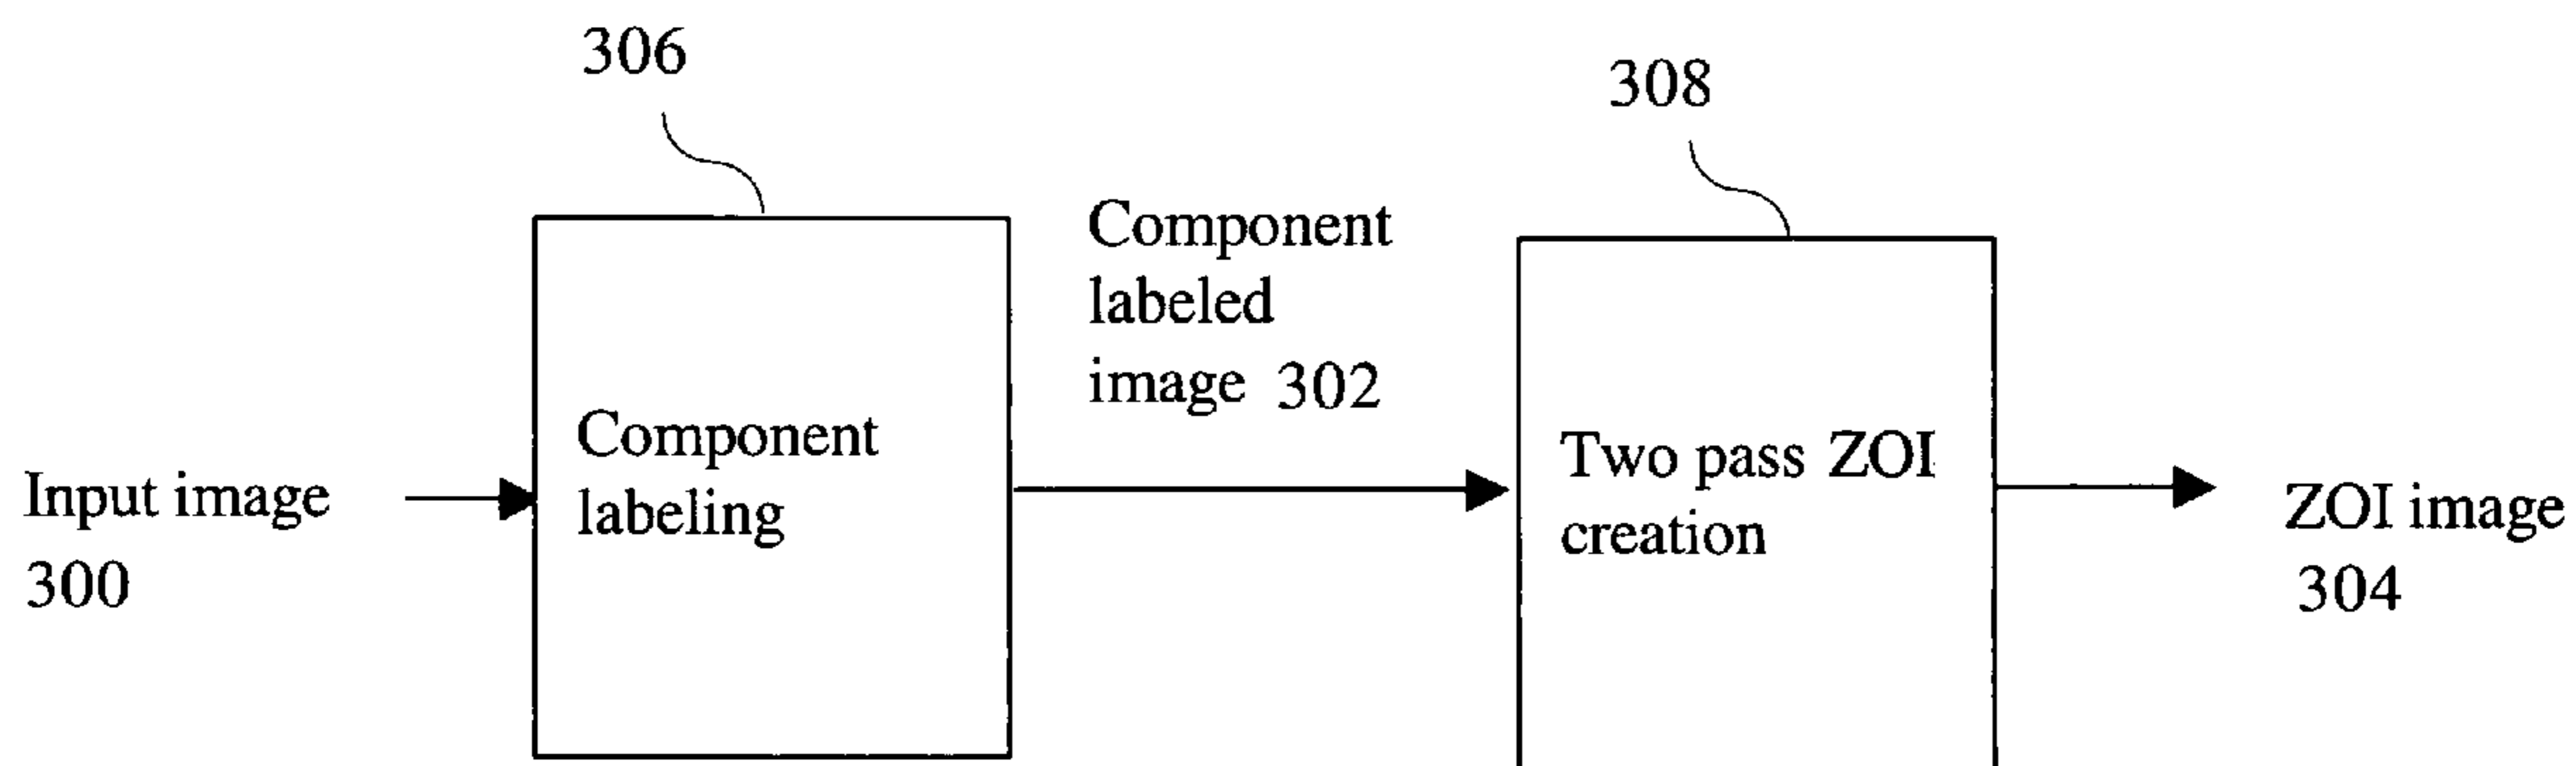 306
308
Component
labeled
image 302
Component
labeling
Two pass ZOI
creation
Input image
300
ZOI image
304